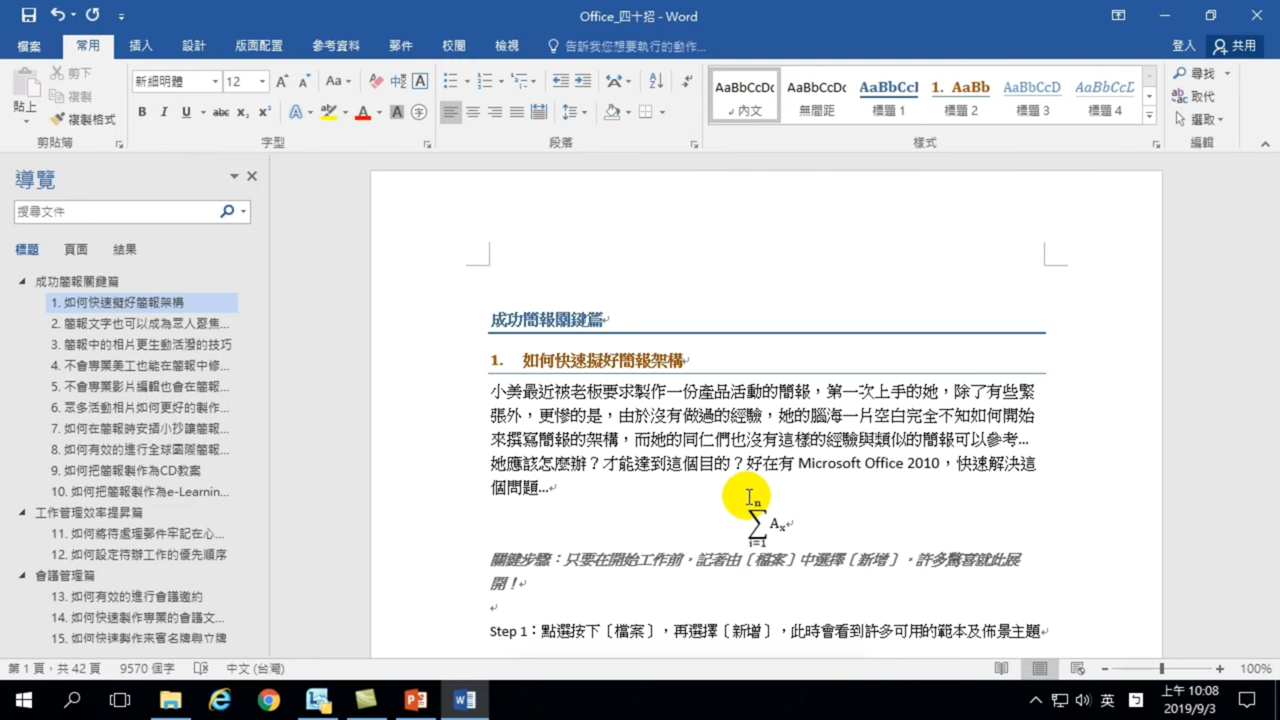 Office_四十招 - Word
檔案 常用 插入 設計 版面配置 參考資料 郵件 校閱 檢視 告訴我您想要執行的動作... 登入 共用
貼上 剪下 複製 複製格式
新細明體 12
AaBbCcDc AaBbCcDc AaBbCcI 1. AaBb AaBbCcD AaBbCcL
內文 無間距 標題 1 標題 2 標題 3 標題 4
尋找 取代 選取
剪貼簿 字型 段落 樣式 編輯
導覽
搜尋文件
標題 頁面 結果
成功簡報關鍵篇
1. 如何快速擬好簡報架構
2. 簡報文字也可以成為眾人聚焦...
3. 簡報中的相片更生動活潑的技巧
4. 不會專業美工也能在簡報中修...
5. 不會專業影片編輯也會在簡報...
6. 眾多活動相片如何更好的製作...
7. 如何在簡報時安插小抄讓簡報...
8. 如何有效的進行全球國際簡報...
9. 如何把簡報製作為CD教案
10. 如何把簡報製作為e-Learnin...
工作管理效率提昇篇
11. 如何將待處理郵件牢記在心...
12. 如何設定待辦工作的優先順序
會議管理篇
13. 如何有效的進行會議邀約
14. 如何快速製作專業的會議文...
15. 如何快速製作來賓名牌與立牌
成功簡報關鍵篇
1. 如何快速擬好簡報架構
小美最近被老板要求製作一份產品活動的簡報，第一次上手的她，除了有些緊
張外，更慘的是，由於沒有做過的經驗，她的腦海一片空白完全不知如何開始
來撰寫簡報的架構，而她的同仁們也沒有這樣的經驗與類似的簡報可以參考...
她應該怎麼辦？才能達到這個目的？好在有 Microsoft Office 2010，快速解決這
個問題...
n
∑ Ax
i=1
關鍵步驟：只要在開始工作前，記著由〔檔案〕中選擇〔新增〕，許多驚喜就此展
開！
Step 1：點選按下〔檔案〕，再選擇〔新增〕，此時會看到許多可用的範本及佈景主題
第 1 頁，共 42 頁 9570 個字 中文 (台灣) 100%
英 上午 10:08
2019/9/3